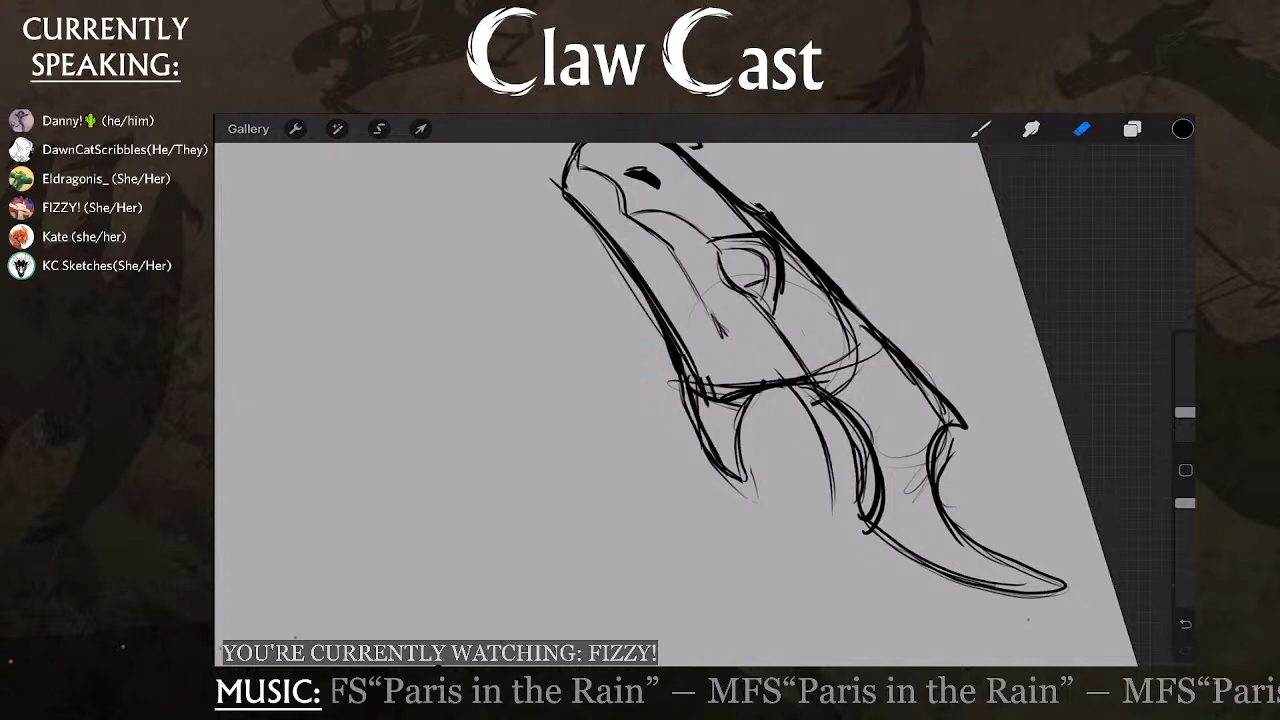 CURRENTLY
SPEAKING:
Claw Cast
Danny!🌵 (he/him)
DawnCatScribbles(He/They)
Eldragonis_ (She/Her)
FIZZY! (She/Her)
Kate (she/her)
KC Sketches(She/Her)
Gallery
YOU'RE CURRENTLY WATCHING: FIZZY!
MUSIC: FS“Paris in the Rain” — MFS“Paris in the Rain” — MFS“Paris